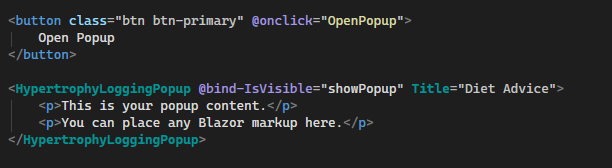 <button class="btn btn-primary" @onclick="OpenPopup">
    Open Popup
</button>
<HypertrophyLoggingPopup @bind-IsVisible="showPopup" Title="Diet Advice">
    <p>This is your popup content.</p>
    <p>You can place any Blazor markup here.</p>
</HypertrophyLoggingPopup>